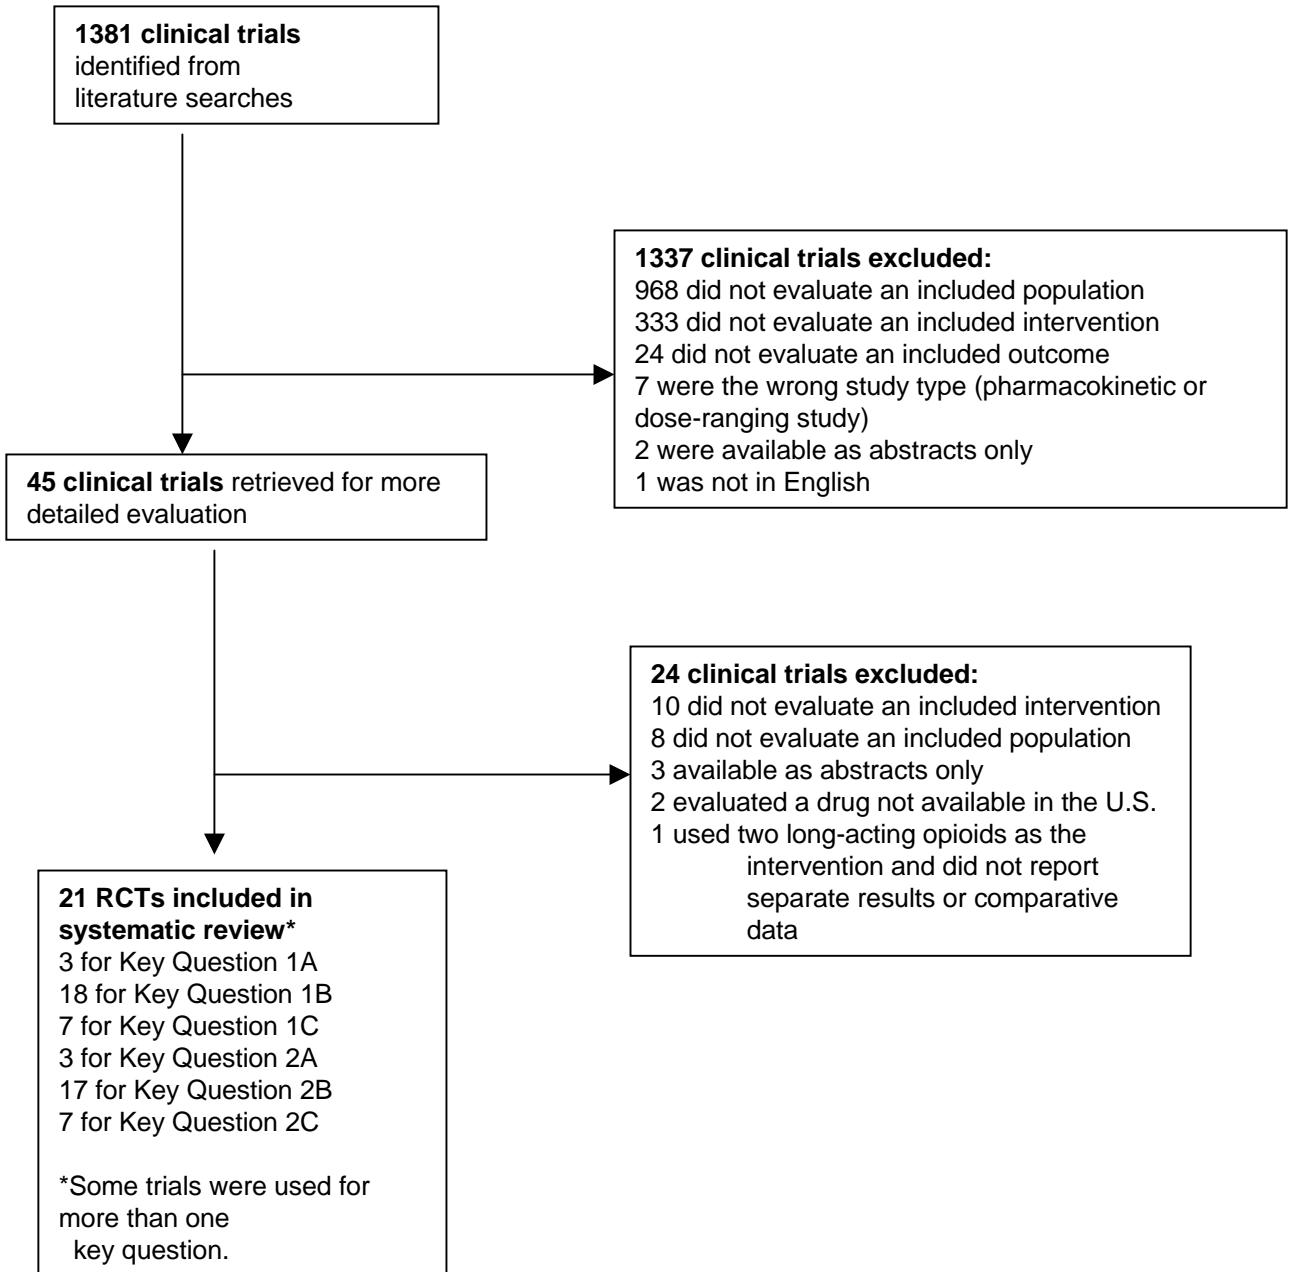 1381 clinical trials
identified from
literature searches
1337 clinical trials excluded:
968 did not evaluate an included population
333 did not evaluate an included intervention
24 did not evaluate an included outcome
7 were the wrong study type (pharmacokinetic or
dose-ranging study)
2 were available as abstracts only
1 was not in English
45 clinical trials retrieved for more
detailed evaluation
24 clinical trials excluded:
10 did not evaluate an included intervention
8 did not evaluate an included population
3 available as abstracts only
2 evaluated a drug not available in the U.S.
1 used two long-acting opioids as the
intervention and did not report
separate results or comparative
data
21 RCTs included in
systematic review*
3 for Key Question 1A
18 for Key Question 1B
7 for Key Question 1C
3 for Key Question 2A
17 for Key Question 2B
7 for Key Question 2C
*Some trials were used for
more than one
key question.